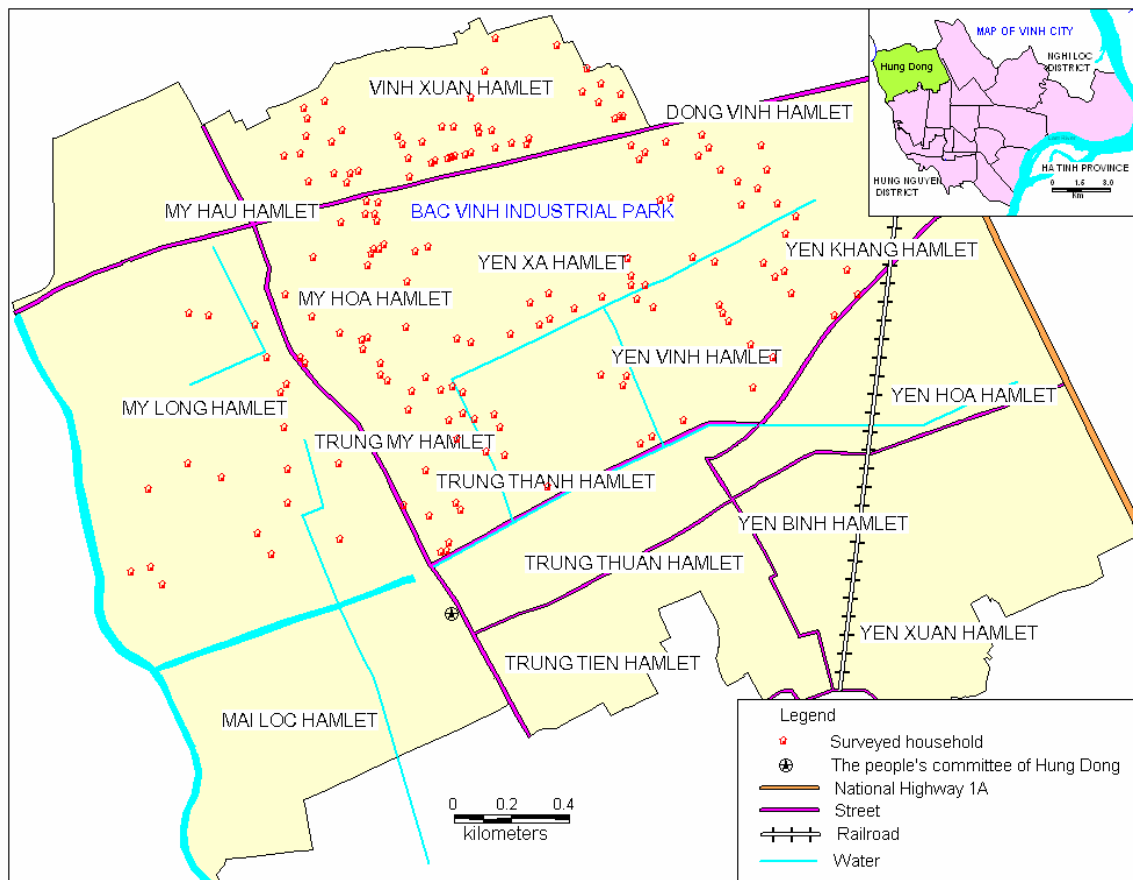 MAP OF VINH CITY
NGHI LOC
DISTRICT
Hung Dong
HA TINH PROVINCE
HUNG NGUYEN
DISTRICT
0 1.5 3.0
km
VINH XUAN HAMLET
DONG VINH HAMLET
MY HAU HAMLET
BAC VINH INDUSTRIAL PARK
YEN KHANG HAMLET
YEN XA HAMLET
MY HOA HAMLET
YEN VINH HAMLET
YEN HOA HAMLET
MY LONG HAMLET
TRUNG MY HAMLET
TRUNG THANH HAMLET
YEN BINH HAMLET
TRUNG THUAN HAMLET
YEN XUAN HAMLET
TRUNG TIEN HAMLET
MAI LOC HAMLET
0 0.2 0.4
kilometers
Legend
Surveyed household
The people's committee of Hung Dong
National Highway 1A
Street
Railroad
Water